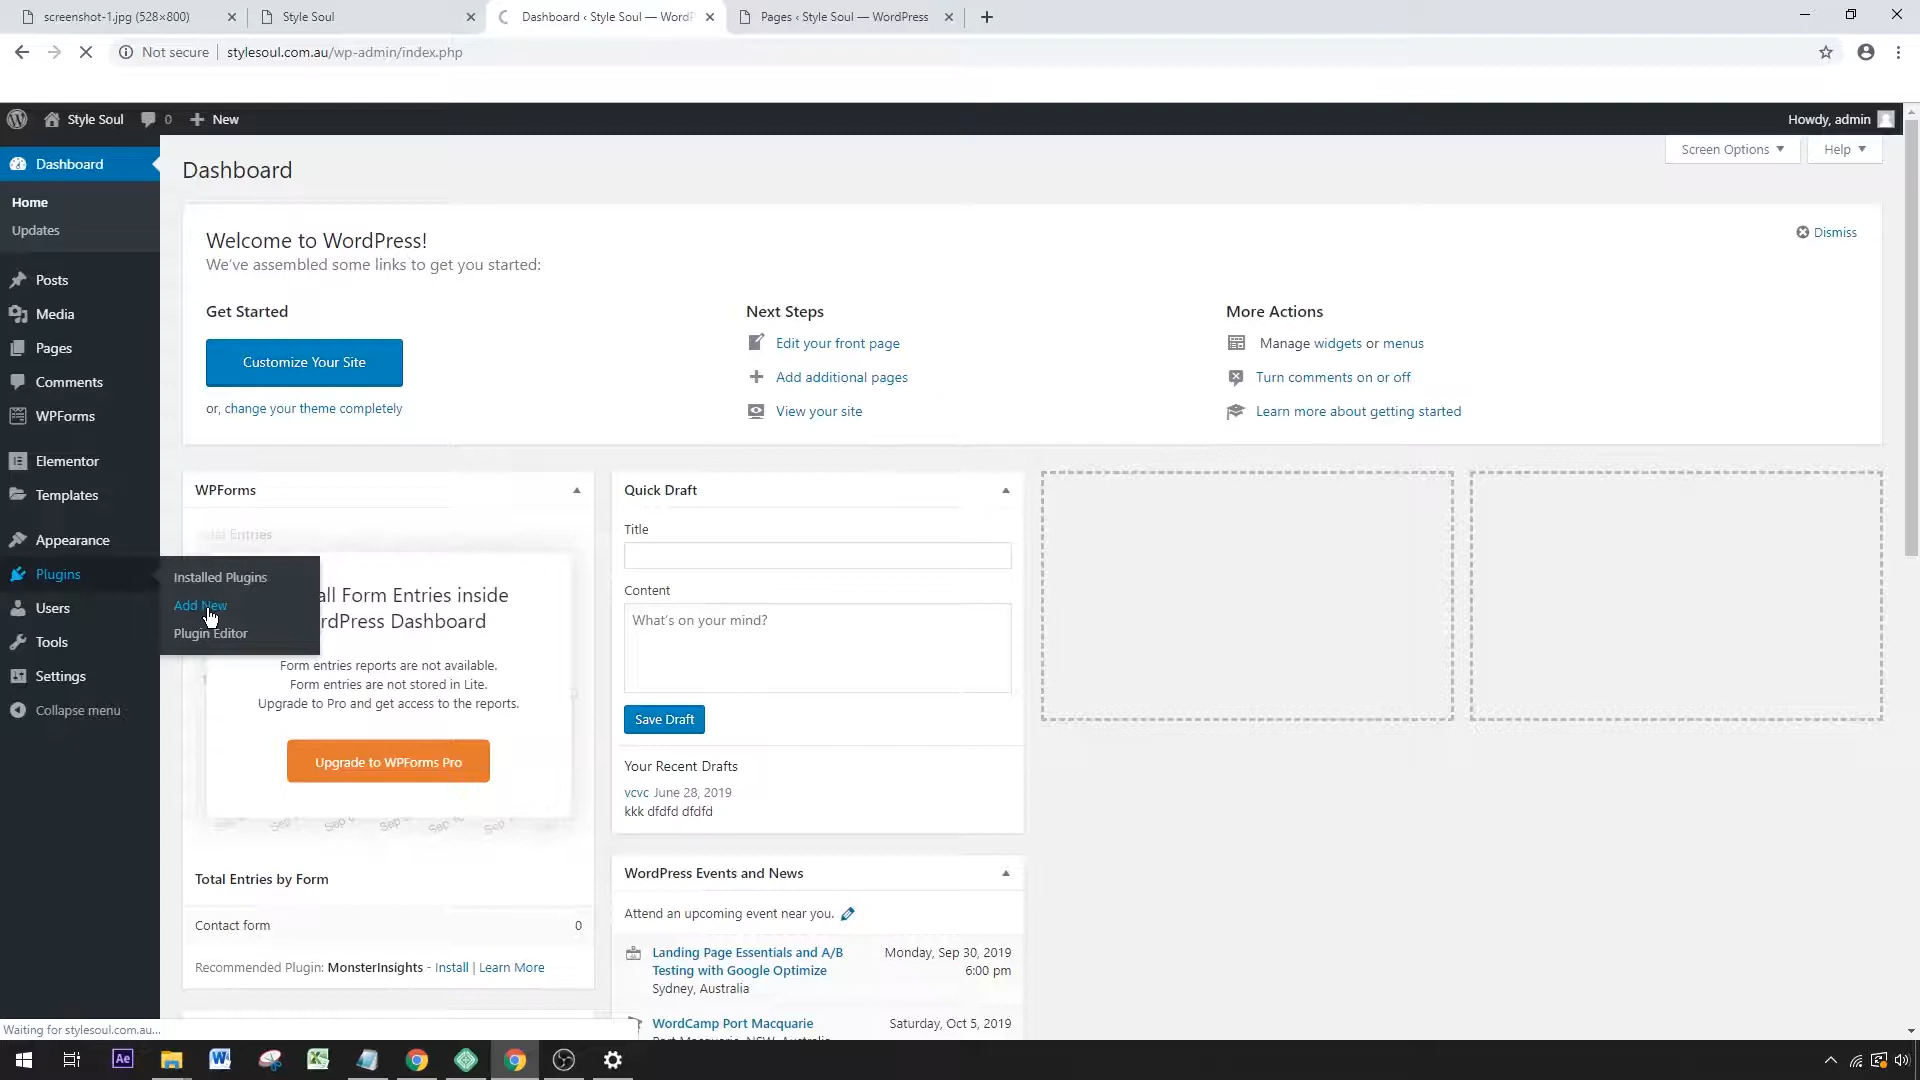 screenshot-1.jpg (528×800)
Style Soul
Dashboard ‹ Style Soul — WordP
Pages ‹ Style Soul — WordPress
Not secure
stylesoul.com.au/wp-admin/index.php
Style Soul
0
New
Howdy, admin
Dashboard
Home
Updates
Posts
Media
Pages
Comments
WPForms
Elementor
Templates
Appearance
Plugins
Users
Tools
Settings
Collapse menu
Installed Plugins
Add New
Plugin Editor
Dashboard
Screen Options
Help
Welcome to WordPress!
We've assembled some links to get you started:
Dismiss
Get Started
Customize Your Site
or, change your theme completely
Next Steps
Edit your front page
Add additional pages
View your site
More Actions
Manage widgets or menus
Turn comments on or off
Learn more about getting started
WPForms
Entries
all Form Entries inside
rdPress Dashboard
Form entries reports are not available.
Form entries are not stored in Lite.
Upgrade to Pro and get access to the reports.
Upgrade to WPForms Pro
Total Entries by Form
Contact form 0
Recommended Plugin: MonsterInsights - Install | Learn More
Quick Draft
Title
Content
What's on your mind?
Save Draft
Your Recent Drafts
vcvc June 28, 2019
kkk dfdfd dfdfd
WordPress Events and News
Attend an upcoming event near you.
Landing Page Essentials and A/B Monday, Sep 30, 2019
Testing with Google Optimize 6:00 pm
Sydney, Australia
WordCamp Port Macquarie Saturday, Oct 5, 2019
Port Macquarie, NSW, Australia
Waiting for stylesoul.com.au...
Ae